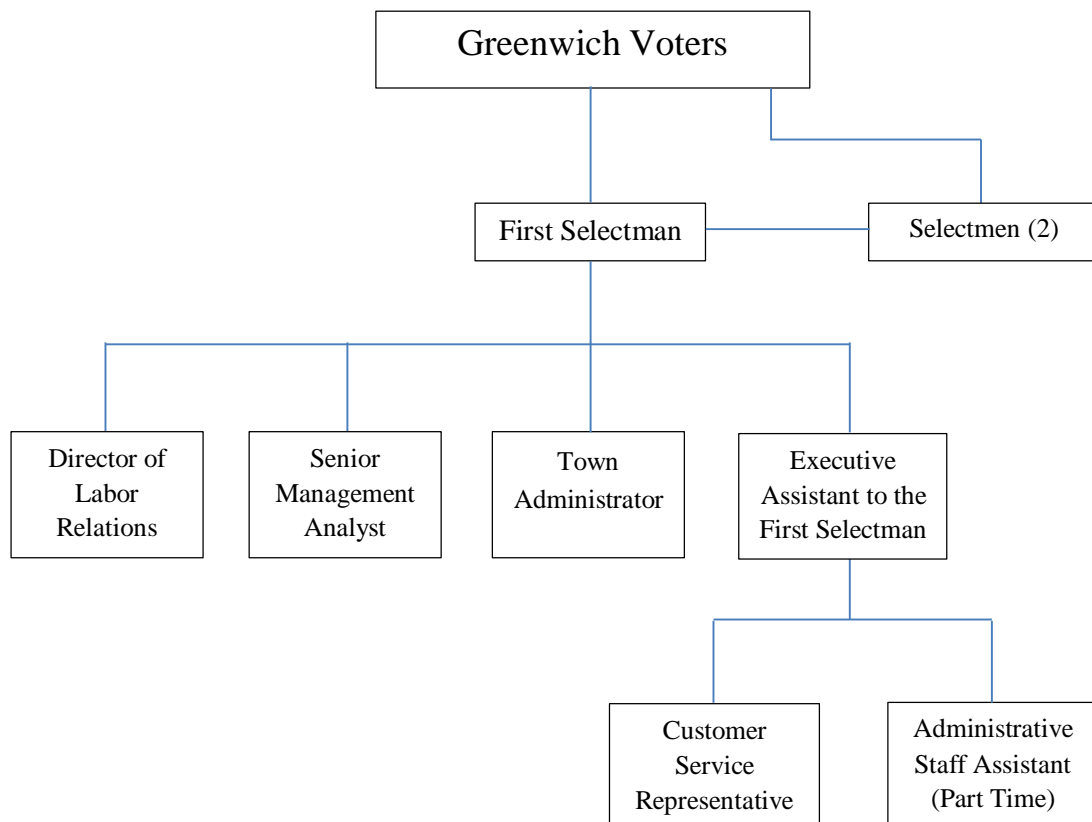 Greenwich Voters
First Selectman
Selectmen (2)
Director of
Labor
Relations
Senior
Management
Analyst
Town
Administrator
Executive
Assistant to the
First Selectman
Customer
Service
Representative
Administrative
Staff Assistant
(Part Time)